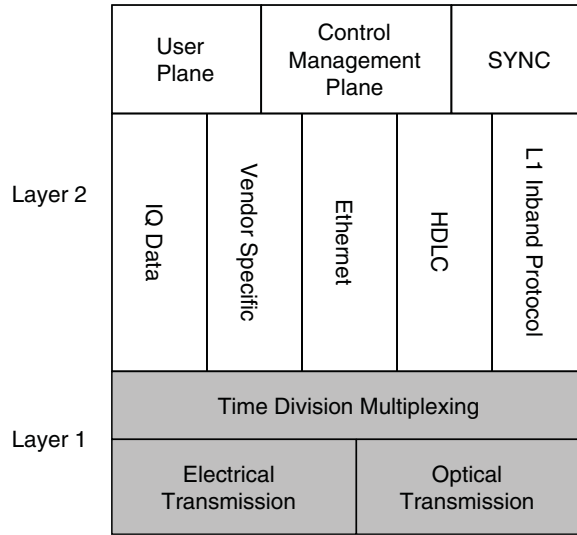 User
Plane
Control
Management
Plane
SYNC
Layer 2
IQ Data
Vendor Specific
Ethernet
HDLC
L1 Inband Protocol
Layer 1
Time Division Multiplexing
Electrical
Transmission
Optical
Transmission